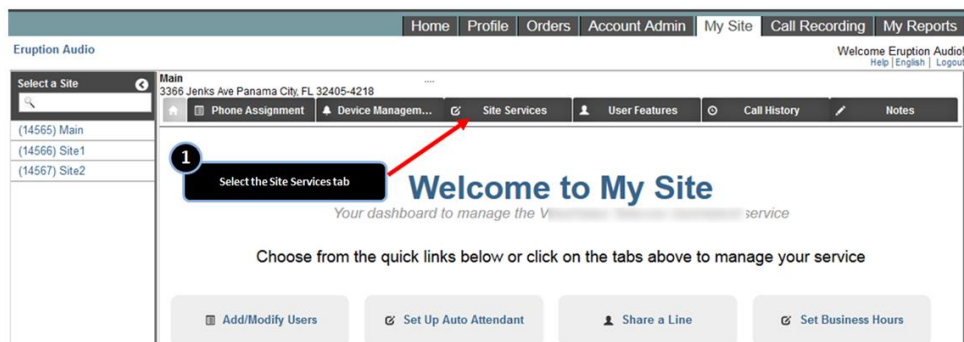 Home Profile Orders Account Admin My Site Call Recording My Reports
Eruption Audio
Welcome Eruption Audio!
Help | English | Logout
Select a Site
Main
3366 Jenks Ave Panama City, FL 32405-4218
....
Phone Assignment Device Managem... Site Services User Features Call History Notes
(14565) Main
(14566) Site1
(14567) Site2
1
Select the Site Services tab
Welcome to My Site
Your dashboard to manage the service
Choose from the quick links below or click on the tabs above to manage your service
Add/Modify Users Set Up Auto Attendant Share a Line Set Business Hours